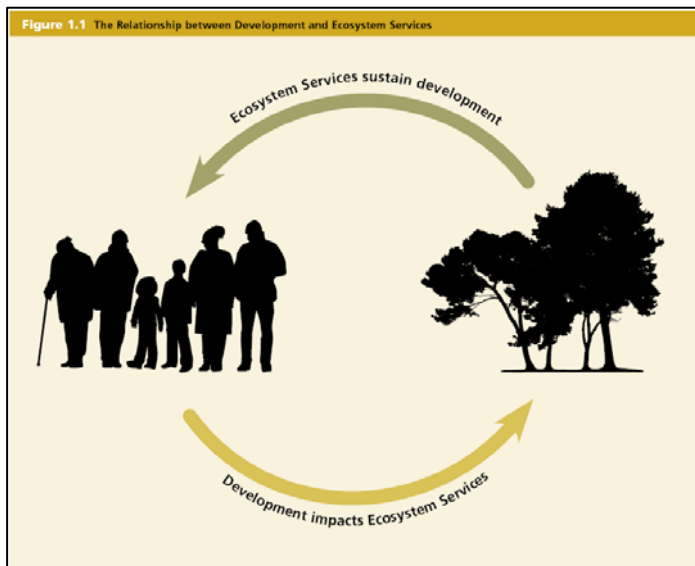 Figure 1.1 The Relationship between Development and Ecosystem Services
Ecosystem Services sustain development
Development impacts Ecosystem Services